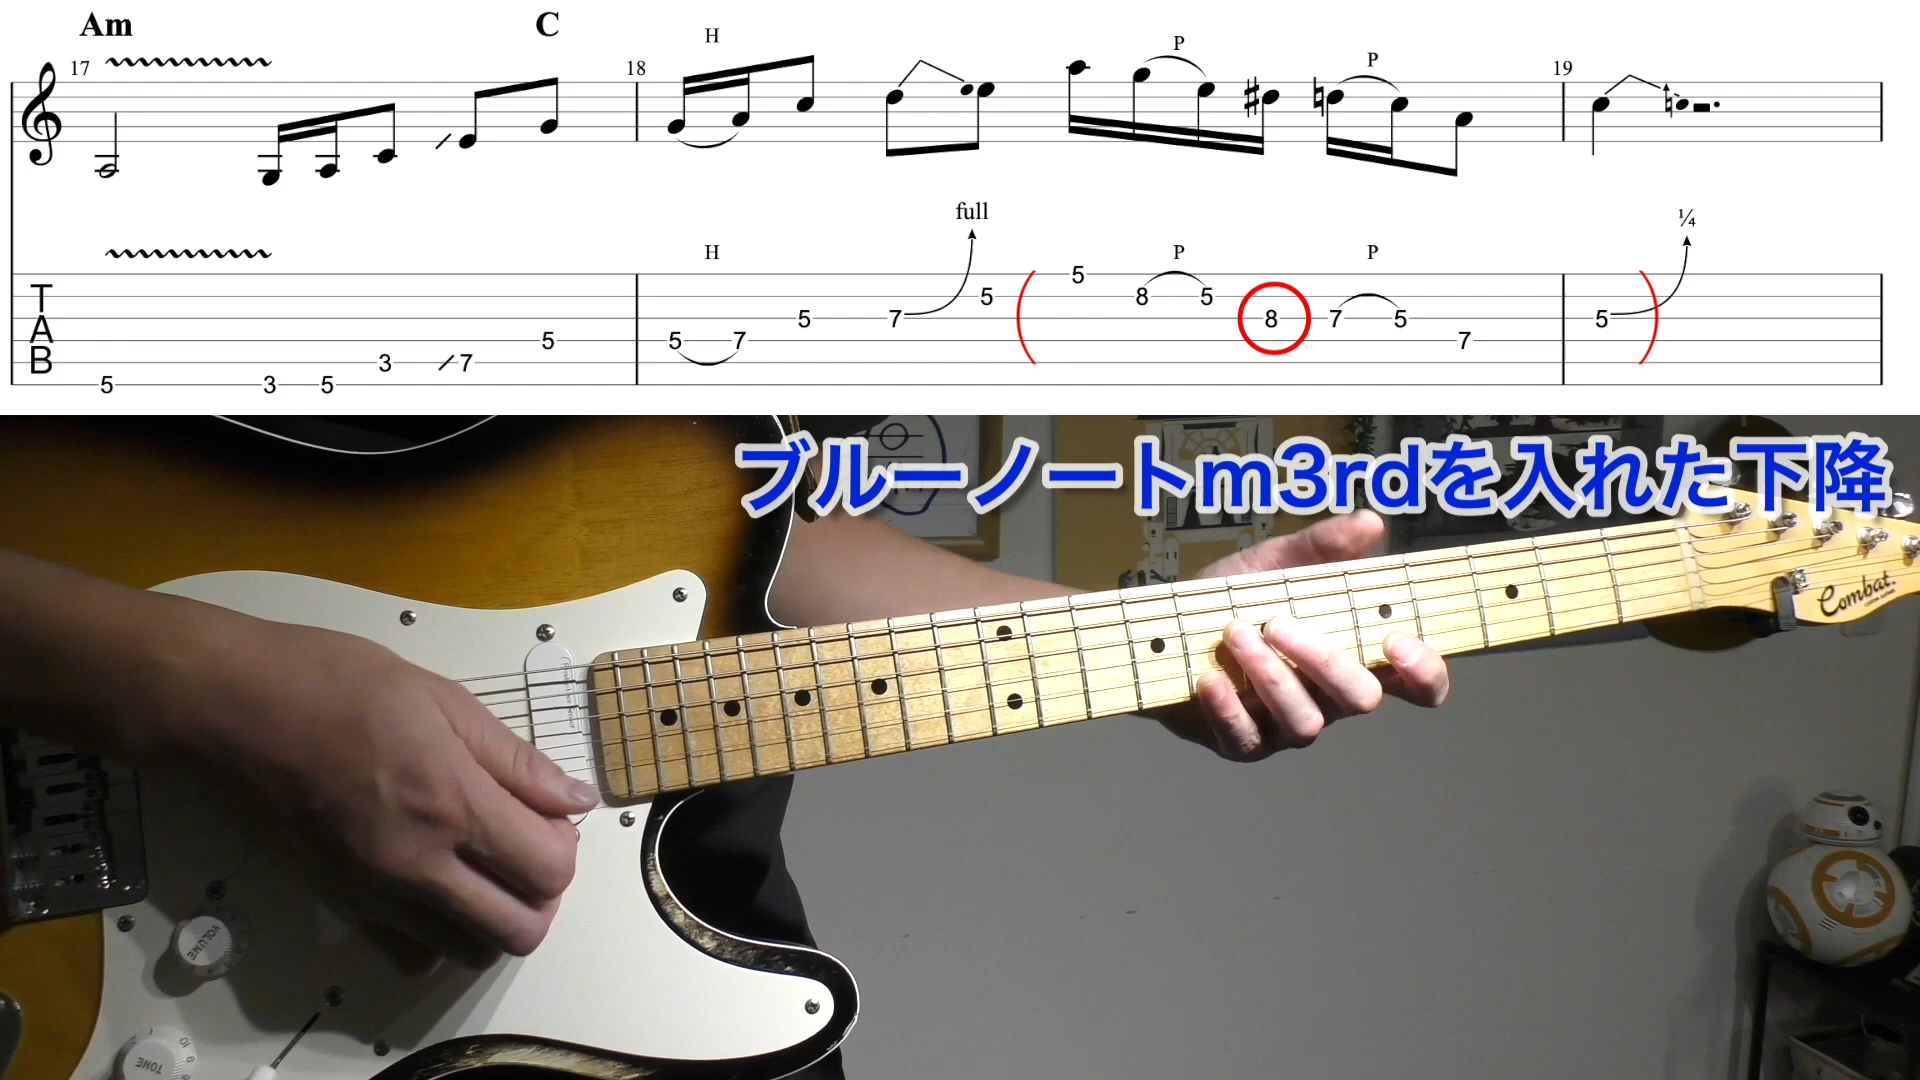 Am C
17 18 H P P 19
full ¼
H P P
T A B
5 3 5 3 7 5 5 7 5 7 5 5 8 5 8 7 5 7 5
ブルーノートm3rdを入れた下降
Combat.
VOLUME
TONE